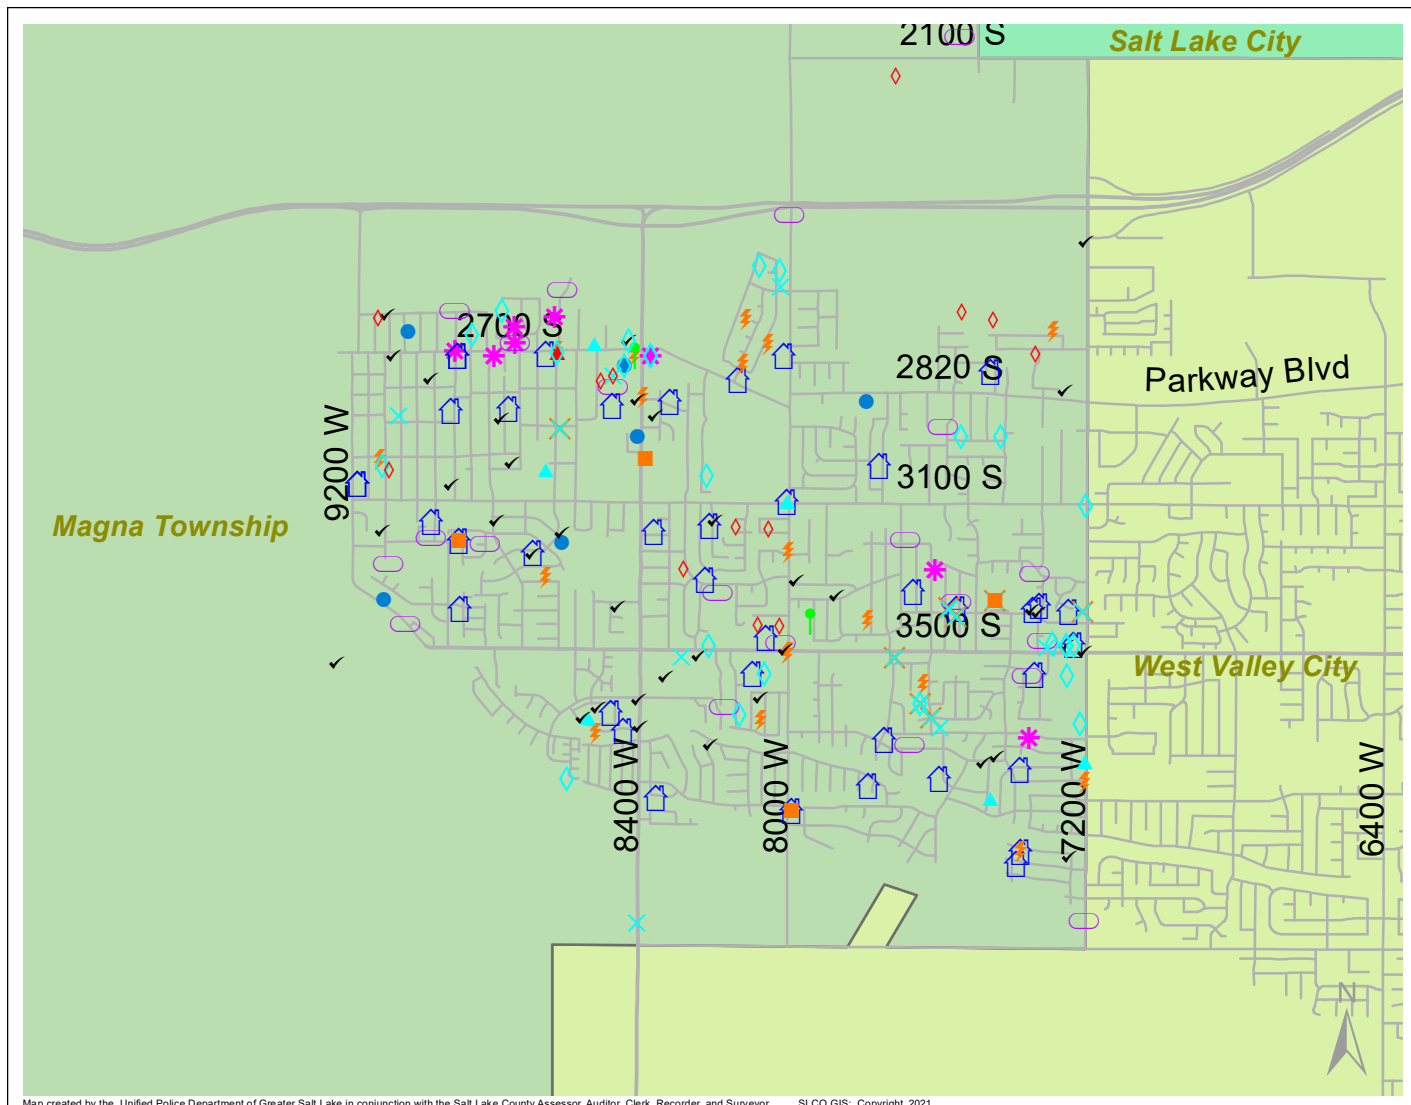 2100 S
Salt Lake City
2700 S
2820 S
Parkway Blvd
9200 W
3100 S
Magna Township
3500 S
West Valley City
8400 W
8000 W
7200 W
6400 W
N
Map created by the Unified Police Department of Greater Salt Lake in conjunction with the Salt Lake County Assessor, Auditor, Clerk, Recorder, and Surveyor. SLCO GIS: Copyright 2021